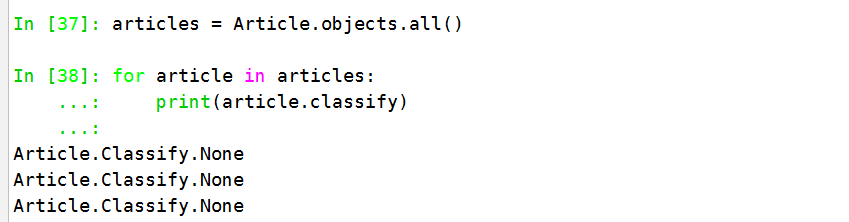 In [37]: articles = Article.objects.all()
In [38]: for article in articles:
    ...:     print(article.classify)
    ...:
Article.Classify.None
Article.Classify.None
Article.Classify.None